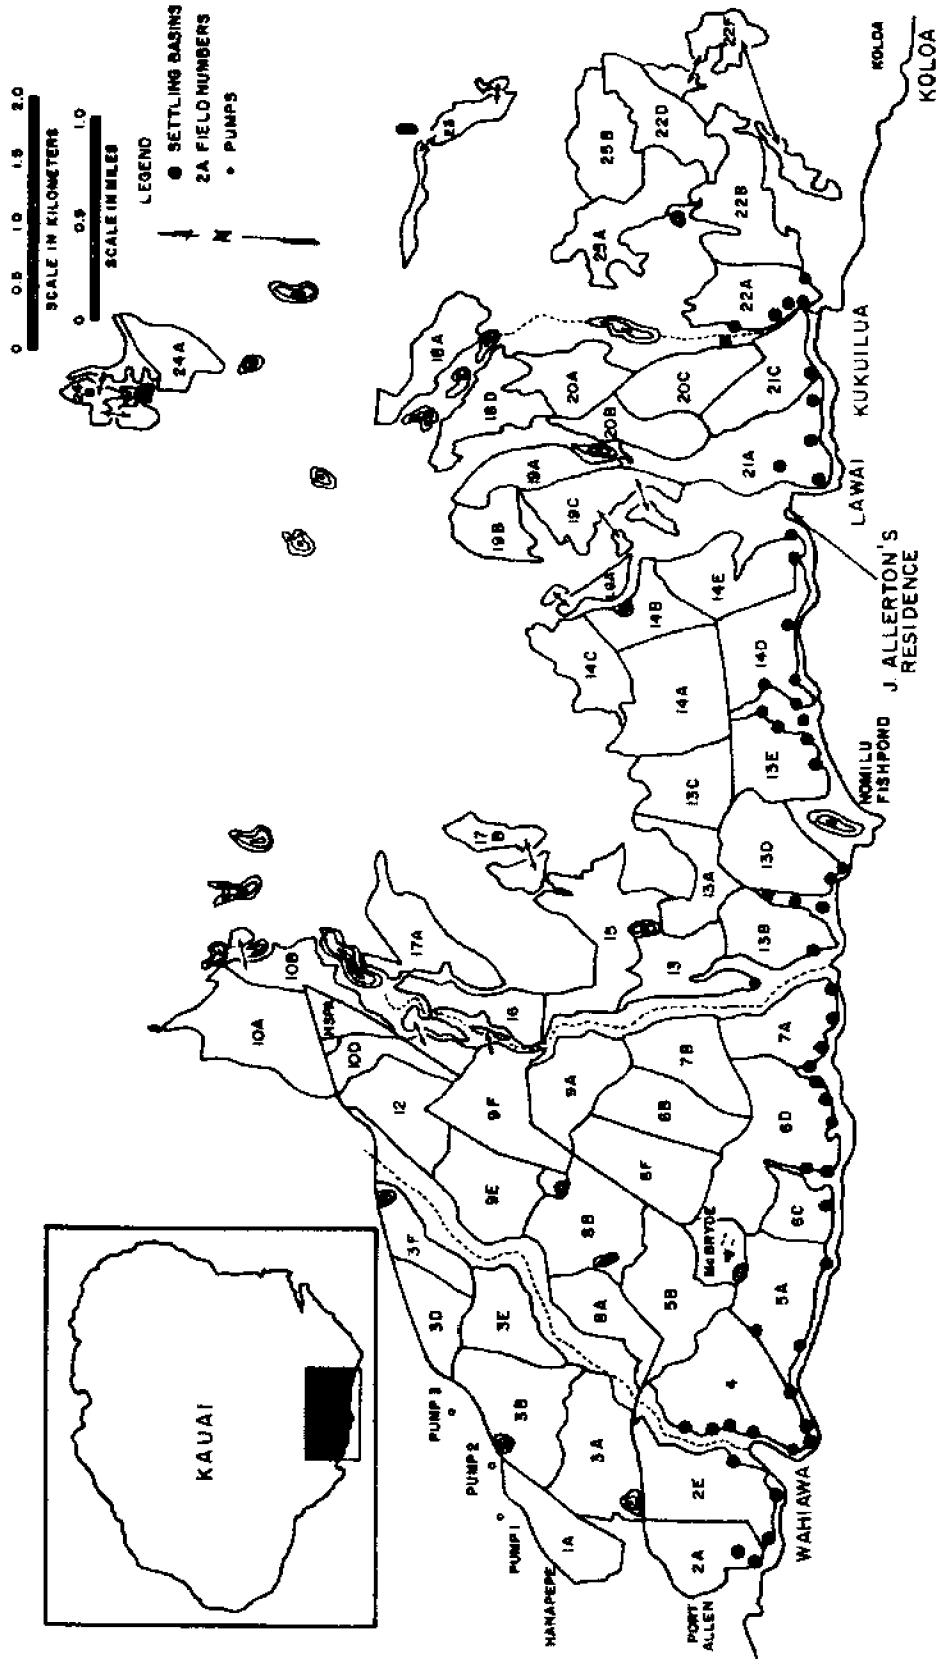 KAUAI
0 0.5 1.0 1.5 2.0
SCALE IN KILOMETERS
0 0.5 1.0
SCALE IN MILES
LEGEND
SETTLING BASINS
2A FIELD NUMBERS
PUMPS
N
24A
23
10A
10B
HSPA
10D
12
17A
17
B
16
15
9F
9E
9A
3F
3D
3E
PUMP 3
PUMP 2
PUMP 1
3B
3A
1A
HANAPEPE
8B
8A
8F
6B
7B
5B
McBRYDE
6C
6D
7A
5A
4
2E
2A
PORT
ALLEN
WAHIAWA
13
13A
13B
13C
13D
13E
NOMILU
FISHPOND
14A
14B
14C
14D
14E
J. ALLERTON'S
RESIDENCE
18A
18D
19A
19B
19C
20A
20B
20C
21A
21C
LAWAI
KUKUILUA
22A
22B
22D
22F
25A
25B
KOLOA
KOLOA